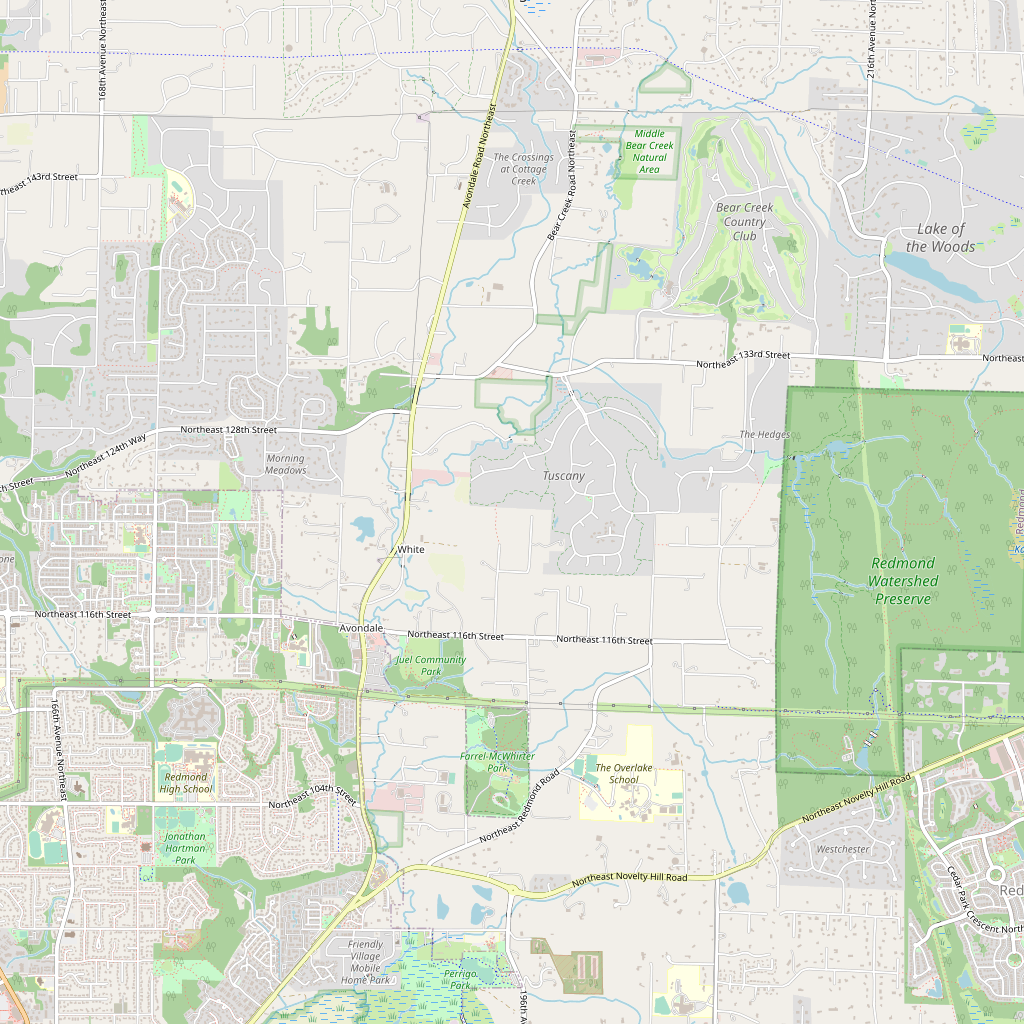 168th Avenue Northeast
216th Avenue
Avondale Road Northeast
Bear Creek Road Northeast
The Crossings
at Cottage
Creek
Middle
Bear Creek
Natural
Area
Northeast 143rd Street
Bear Creek
Country
Club
Lake of
the Woods
Northeast 133rd Street
Northeast
Northeast 128th Street
Northeast 124th Way
Street
Morning
Meadows
The Hedges
Tuscany
White
Redmond
Watershed
Preserve
Northeast 116th Street
Avondale
Northeast 116th Street
Northeast 116th Street
Juel Community
Park
166th Avenue Northeast
Farrel-McWhirter
Park
The Overlake
School
Redmond
High School
Northeast 104th Street
Northeast Redmond Road
Northeast Novelty Hill Road
Jonathan
Hartman
Park
Westchester
Northeast Novelty Hill Road
Cedar Park Crescent North
Red
Friendly
Village
Mobile
Home Park
Perrigo
Park
196th